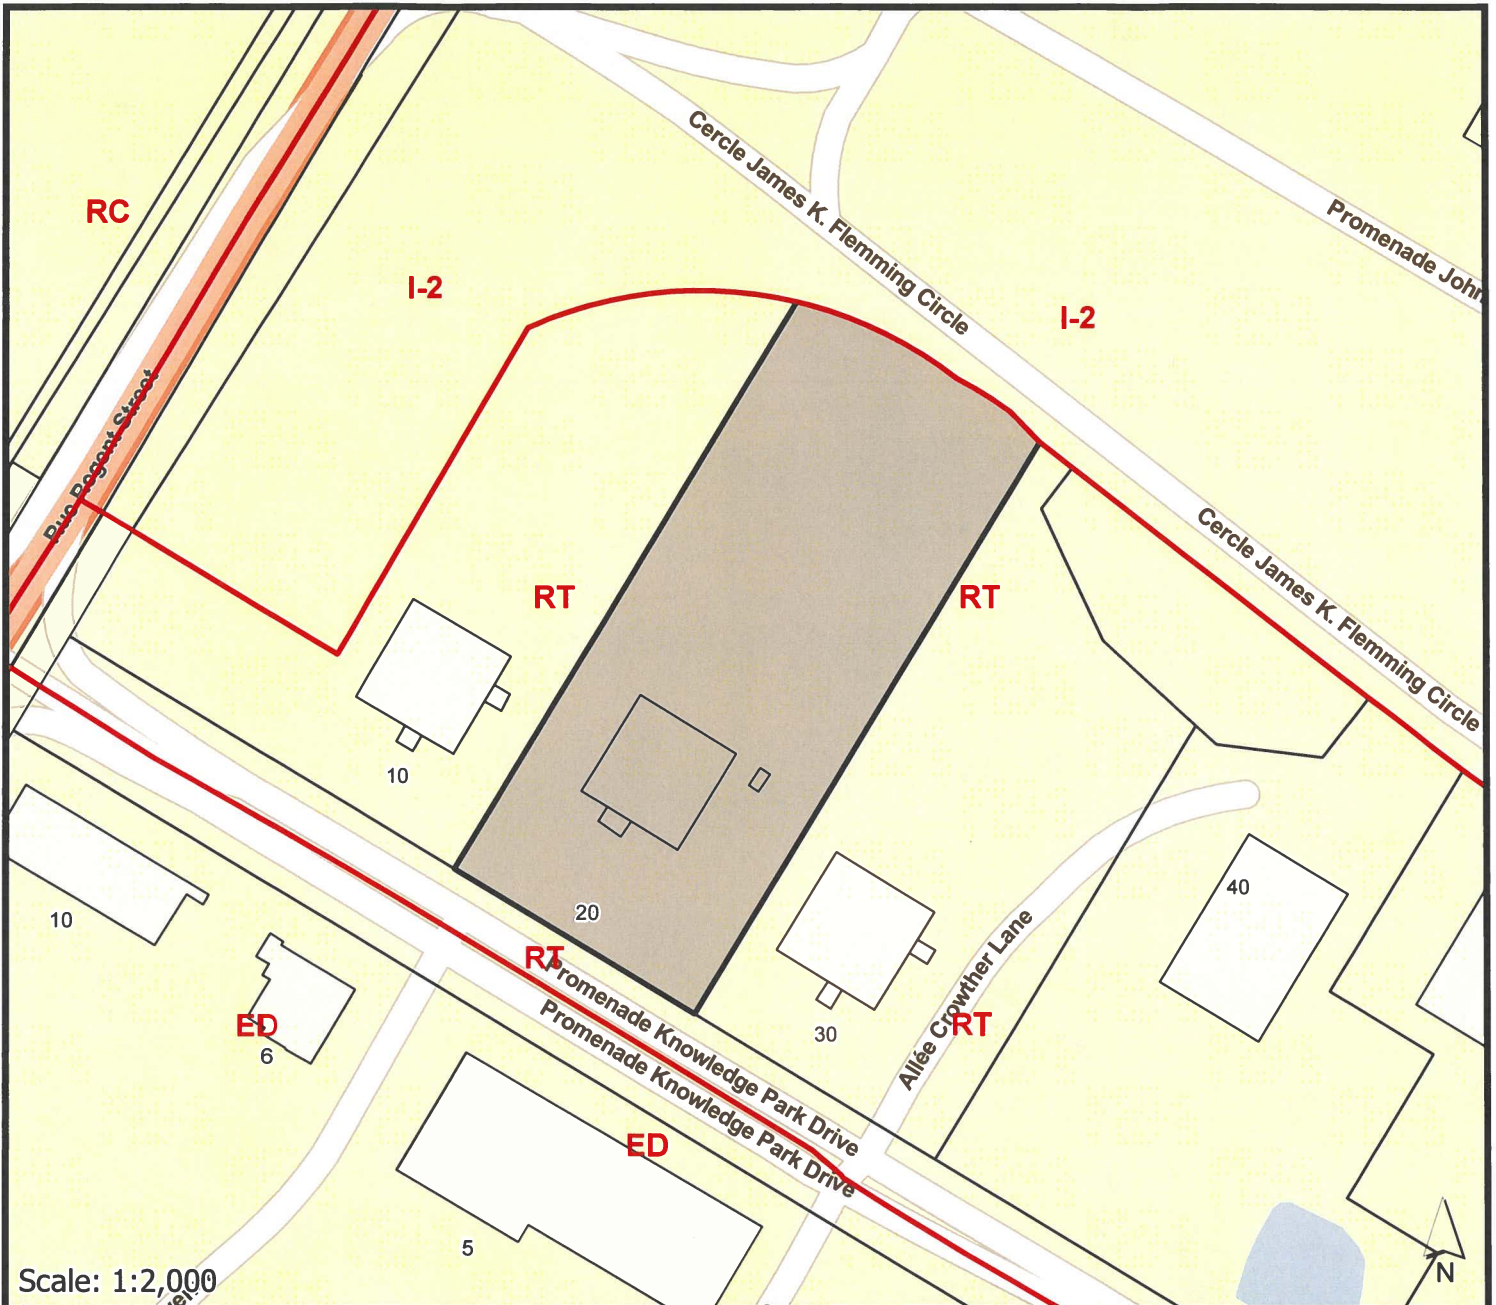 Cercle James K. Flemming Circle
Promenade John
RC
I-2
I-2
Rue Regent Street
RT
RT
Cercle James K. Flemming Circle
10
40
10
20
RT
Promenade Knowledge Park Drive
Promenade Knowledge Park Drive
Allée Crowther Lane
RT
ED
6
30
ED
5
N
Scale: 1:2,000